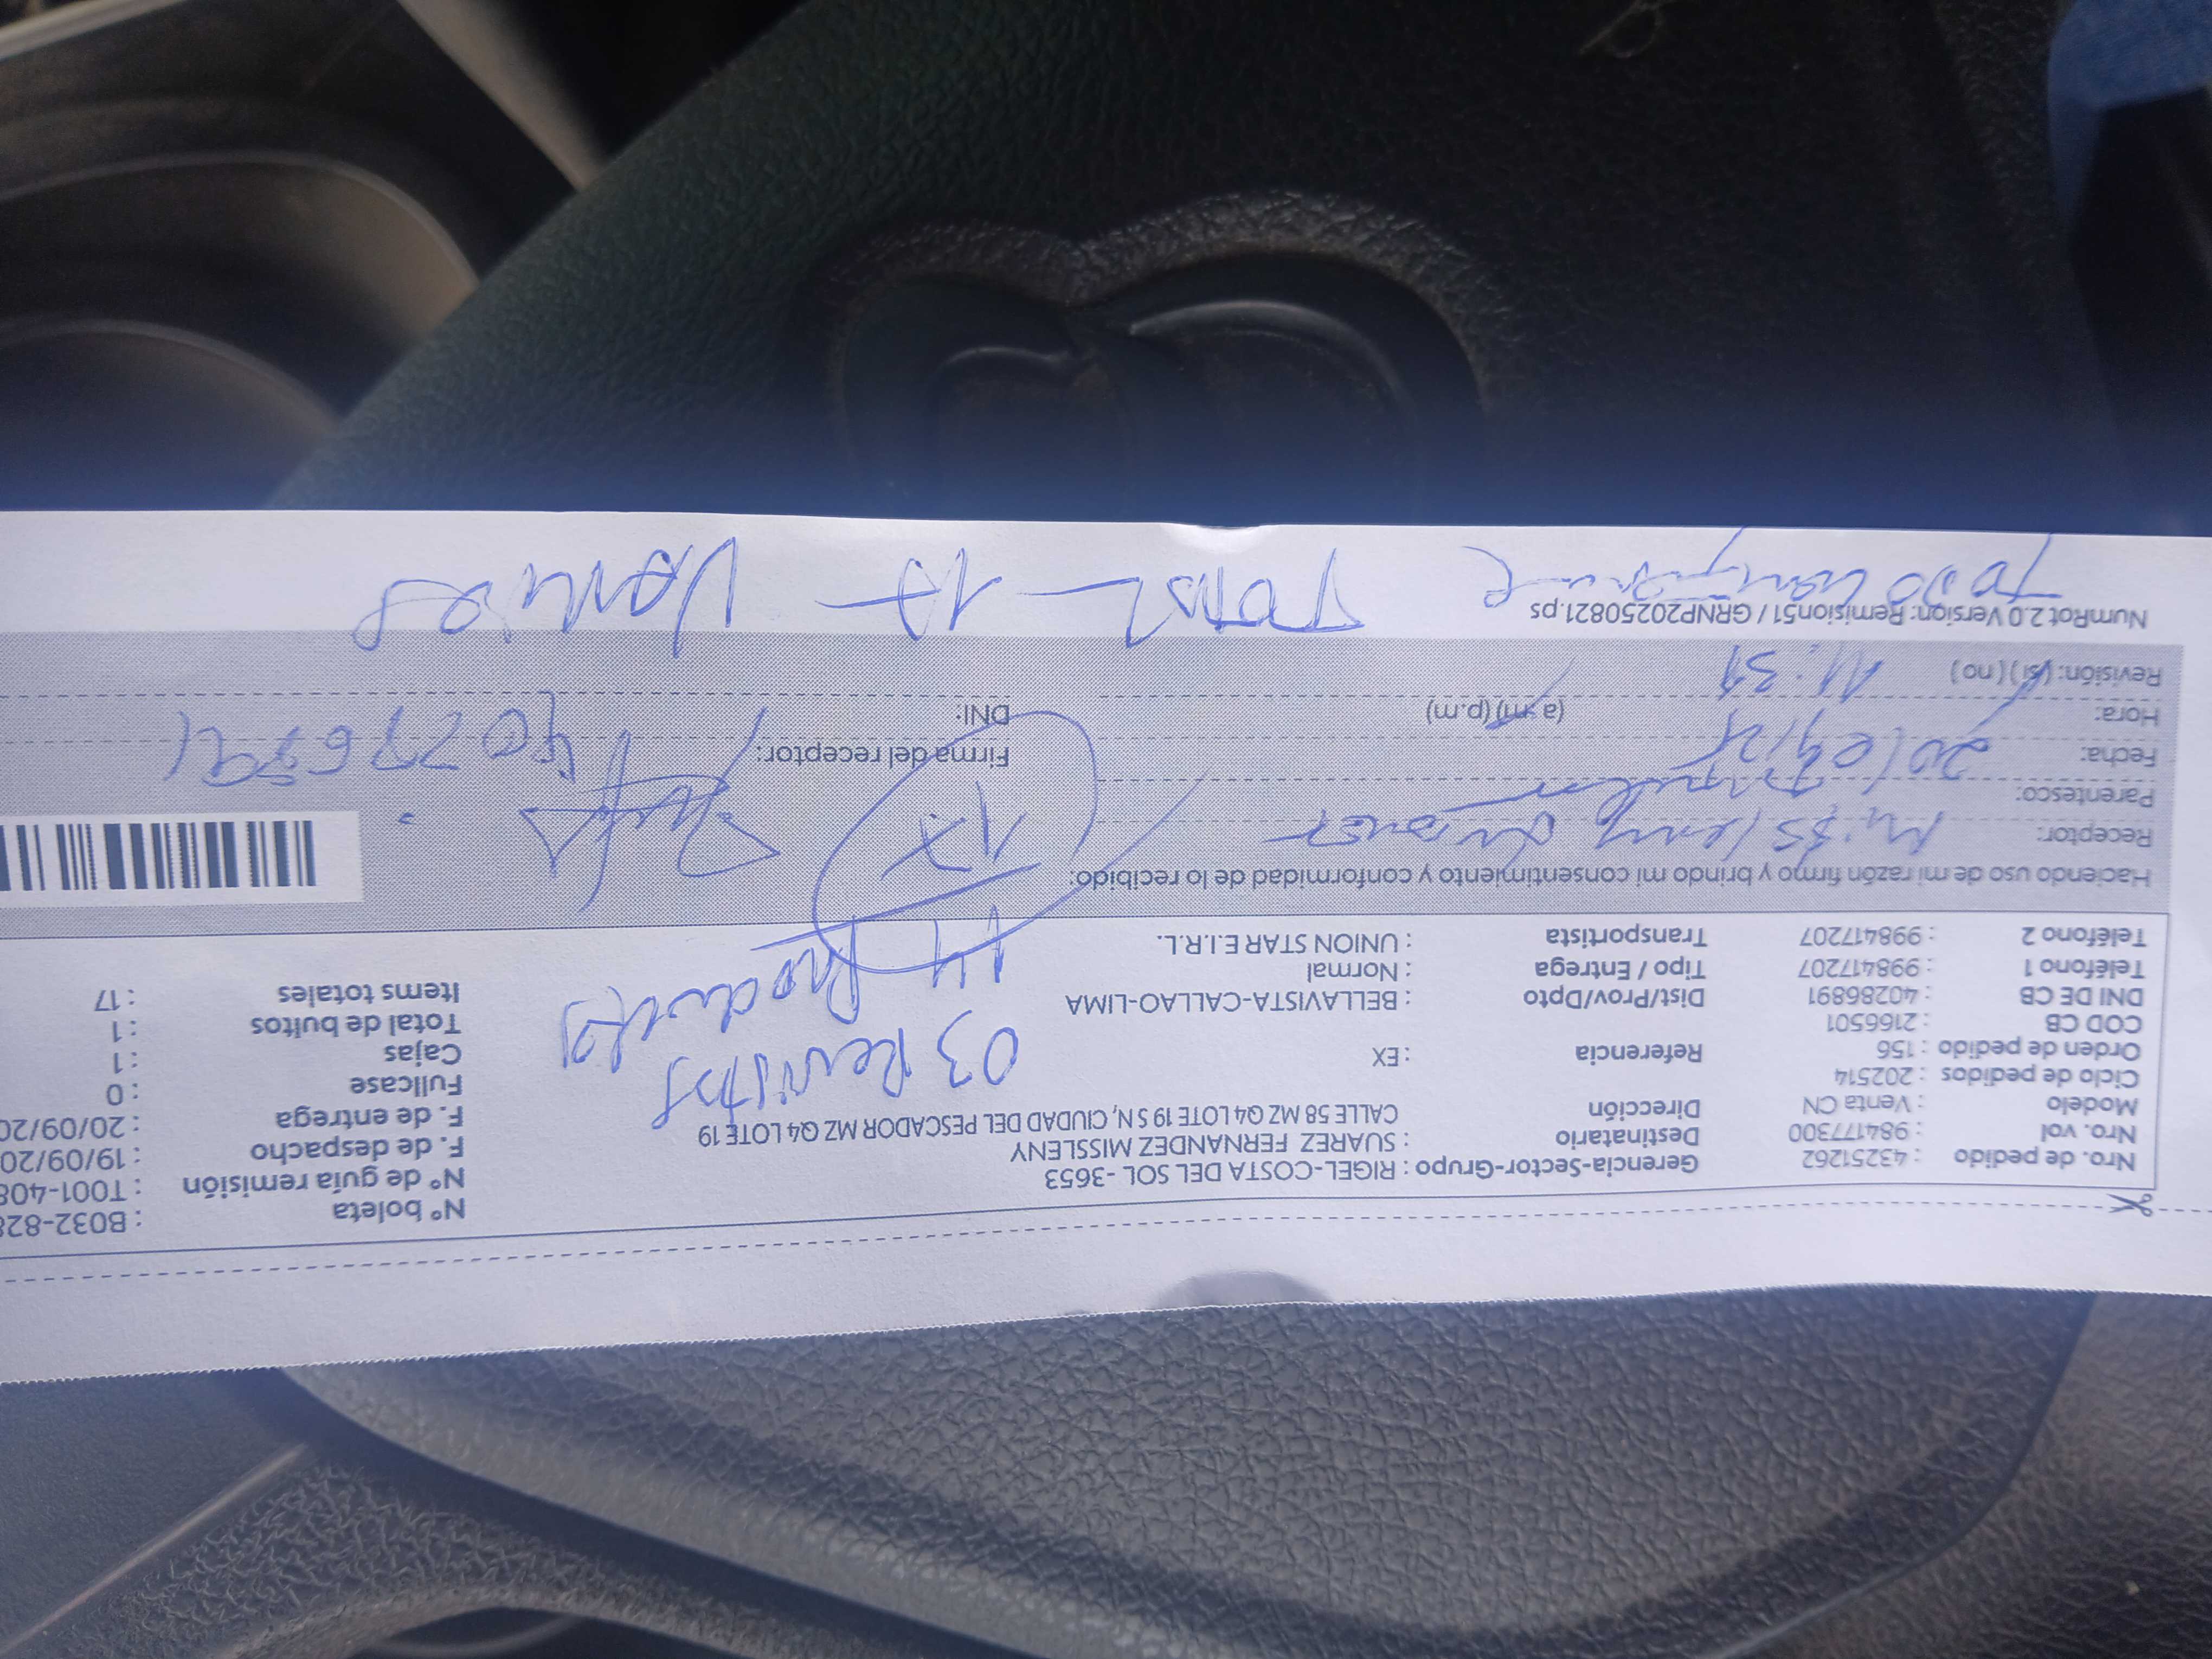 Nro. de pedido : 43251262 Gerencia-Sector-Grupo : RIGEL-COSTA DEL SOL -3653 N° boleta : B032-828
Nro. vol : 984177300 Destinatario : SUAREZ FERNANDEZ MISSLENY N° de guía remisión : T001-408
Modelo : Venta CN Dirección CALLE 58 MZ Q4 LOTE 19 S N, CIUDAD DEL PESCADOR MZ Q4 LOTE 19 F. de despacho : 19/09/20
Ciclo de pedidos : 202514 F. de entrega : 20/09/20
Orden de pedido : 156 Referencia : EX 03 Revistas Fullcase : 0
COD CB : 2166501 Cajas : 1
DNI DE CB : 40286891 Dist/Prov/Dpto : BELLAVISTA-CALLAO-LIMA 14 Productos Total de bultos : 1
Teléfono 1 : 998417207 Tipo / Entrega : Normal Items totales : 17
Teléfono 2 : 998417207 Transportista : UNION STAR E.I.R.L.
Haciendo uso de mi razón firmo y brindo mi consentimiento y conformidad de lo recibido:
Receptor: 17
Parentesco:
Fecha: 20/09/25 Firma del receptor:
Hora: (a.m) (p.m) DNI:
Revisión: (si) (no) 11:39
NumRot 2.0 Version: Remision51 / GRNP20250821.ps
TODO Conforme TOTAL - 17